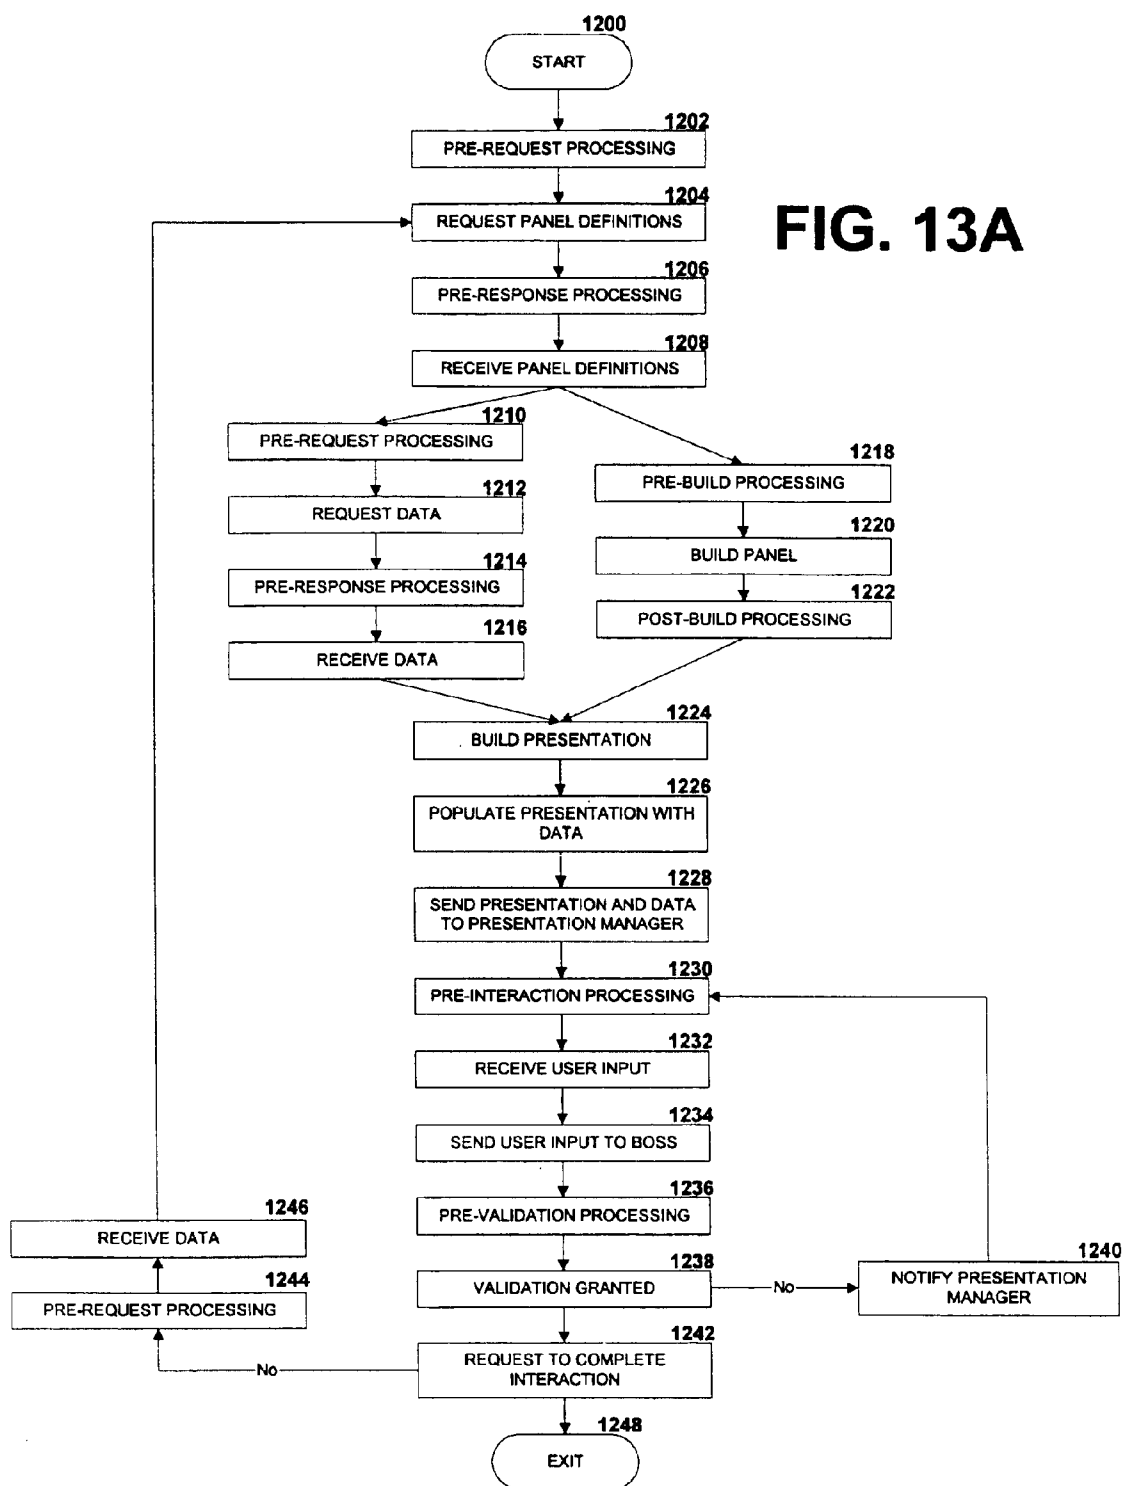 1200
START
1202
PRE-REQUEST PROCESSING
1204
REQUEST PANEL DEFINITIONS
FIG. 13A
1206
PRE-RESPONSE PROCESSING
1208
RECEIVE PANEL DEFINITIONS
1210
PRE-REQUEST PROCESSING
1212
REQUEST DATA
1214
PRE-RESPONSE PROCESSING
1216
RECEIVE DATA
1218
PRE-BUILD PROCESSING
1220
BUILD PANEL
1222
POST-BUILD PROCESSING
1224
BUILD PRESENTATION
1226
POPULATE PRESENTATION WITH
DATA
1228
SEND PRESENTATION AND DATA
TO PRESENTATION MANAGER
1230
PRE-INTERACTION PROCESSING
1232
RECEIVE USER INPUT
1234
SEND USER INPUT TO BOSS
1236
PRE-VALIDATION PROCESSING
1238
VALIDATION GRANTED
No
1240
NOTIFY PRESENTATION
MANAGER
1242
REQUEST TO COMPLETE
INTERACTION
No
1244
PRE-REQUEST PROCESSING
1246
RECEIVE DATA
1248
EXIT